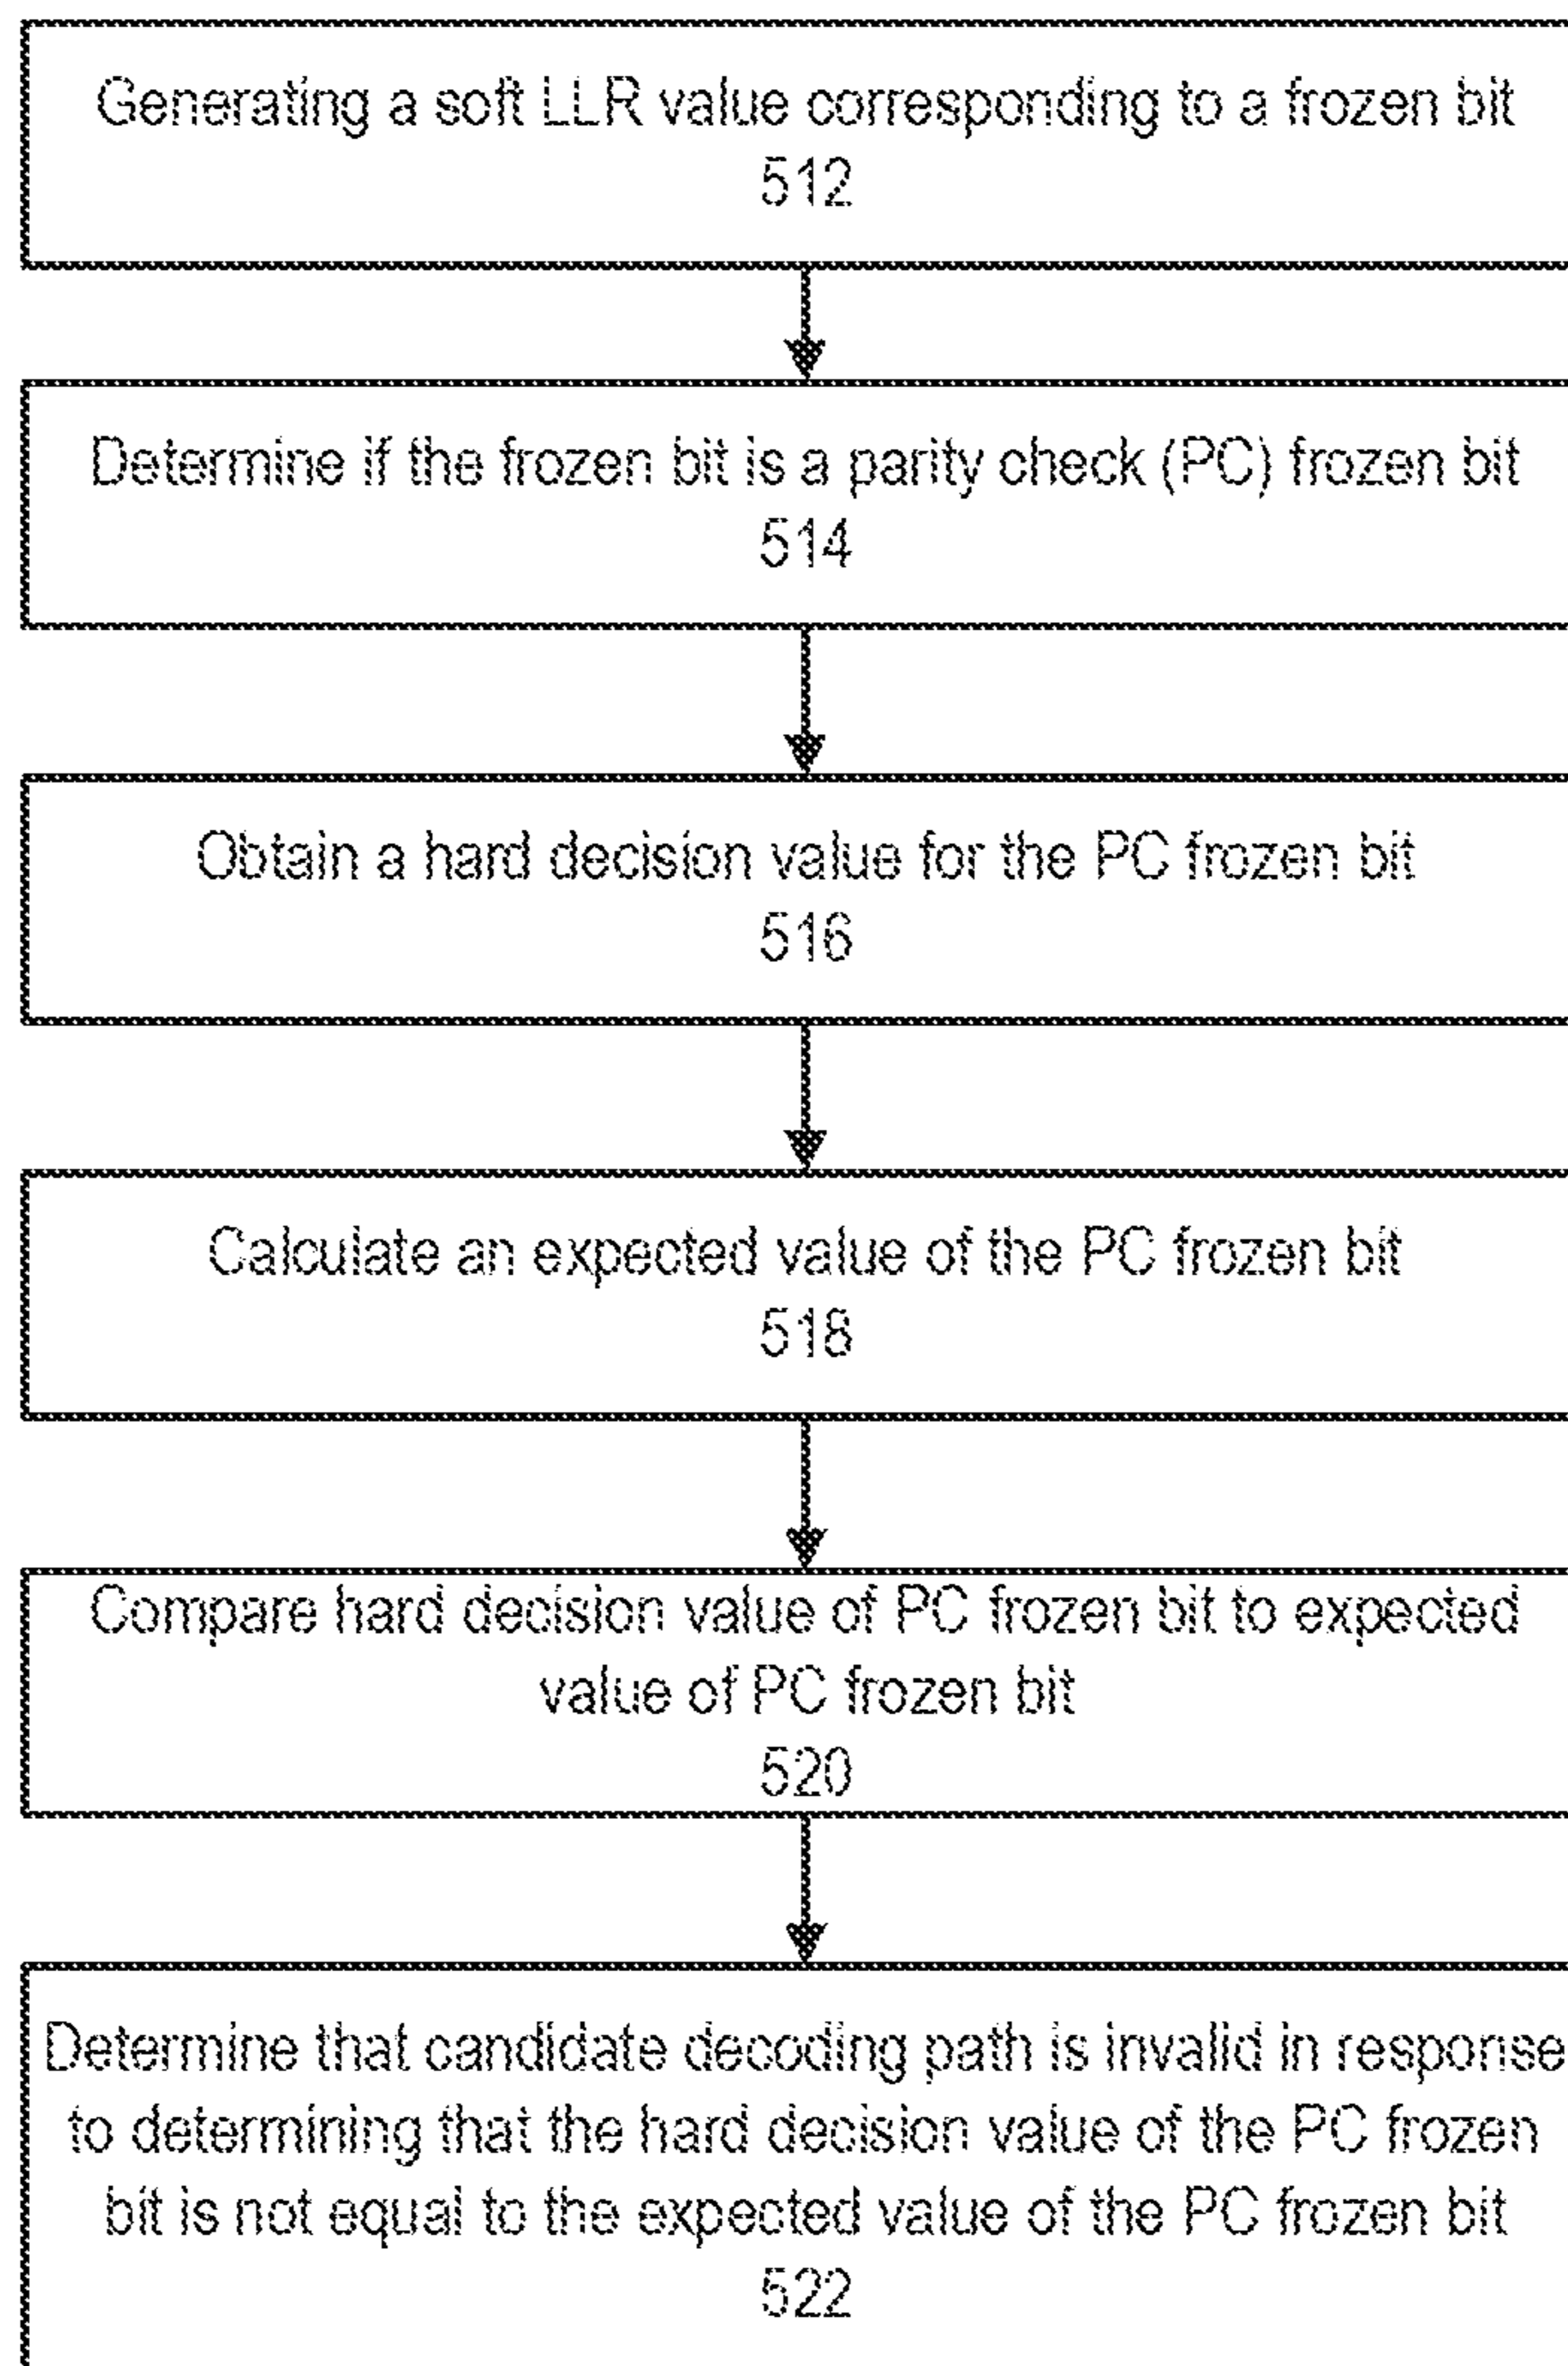 Generating a soft LLR value corresponding to a frozen bit
512
Determine if the frozen bit is a parity check (PC) frozen bit
514
Obtain a hard decision value for the PC frozen bit
516
Calculate an expected value of the PC frozen bit
518
Compare hard decision value of PC frozen bit to expected
value of PC frozen bit
520
Determine that candidate decoding path is invalid in response
to determining that the hard decision value of the PC frozen
bit is not equal to the expected value of the PC frozen bit
522